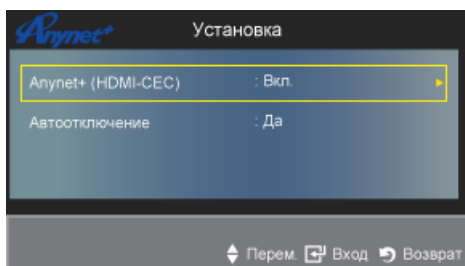 Anynet+ Установка
Anynet+ (HDMI-CEC) : Вкл.
Автоотключение : Да
Перем. Вход Возврат